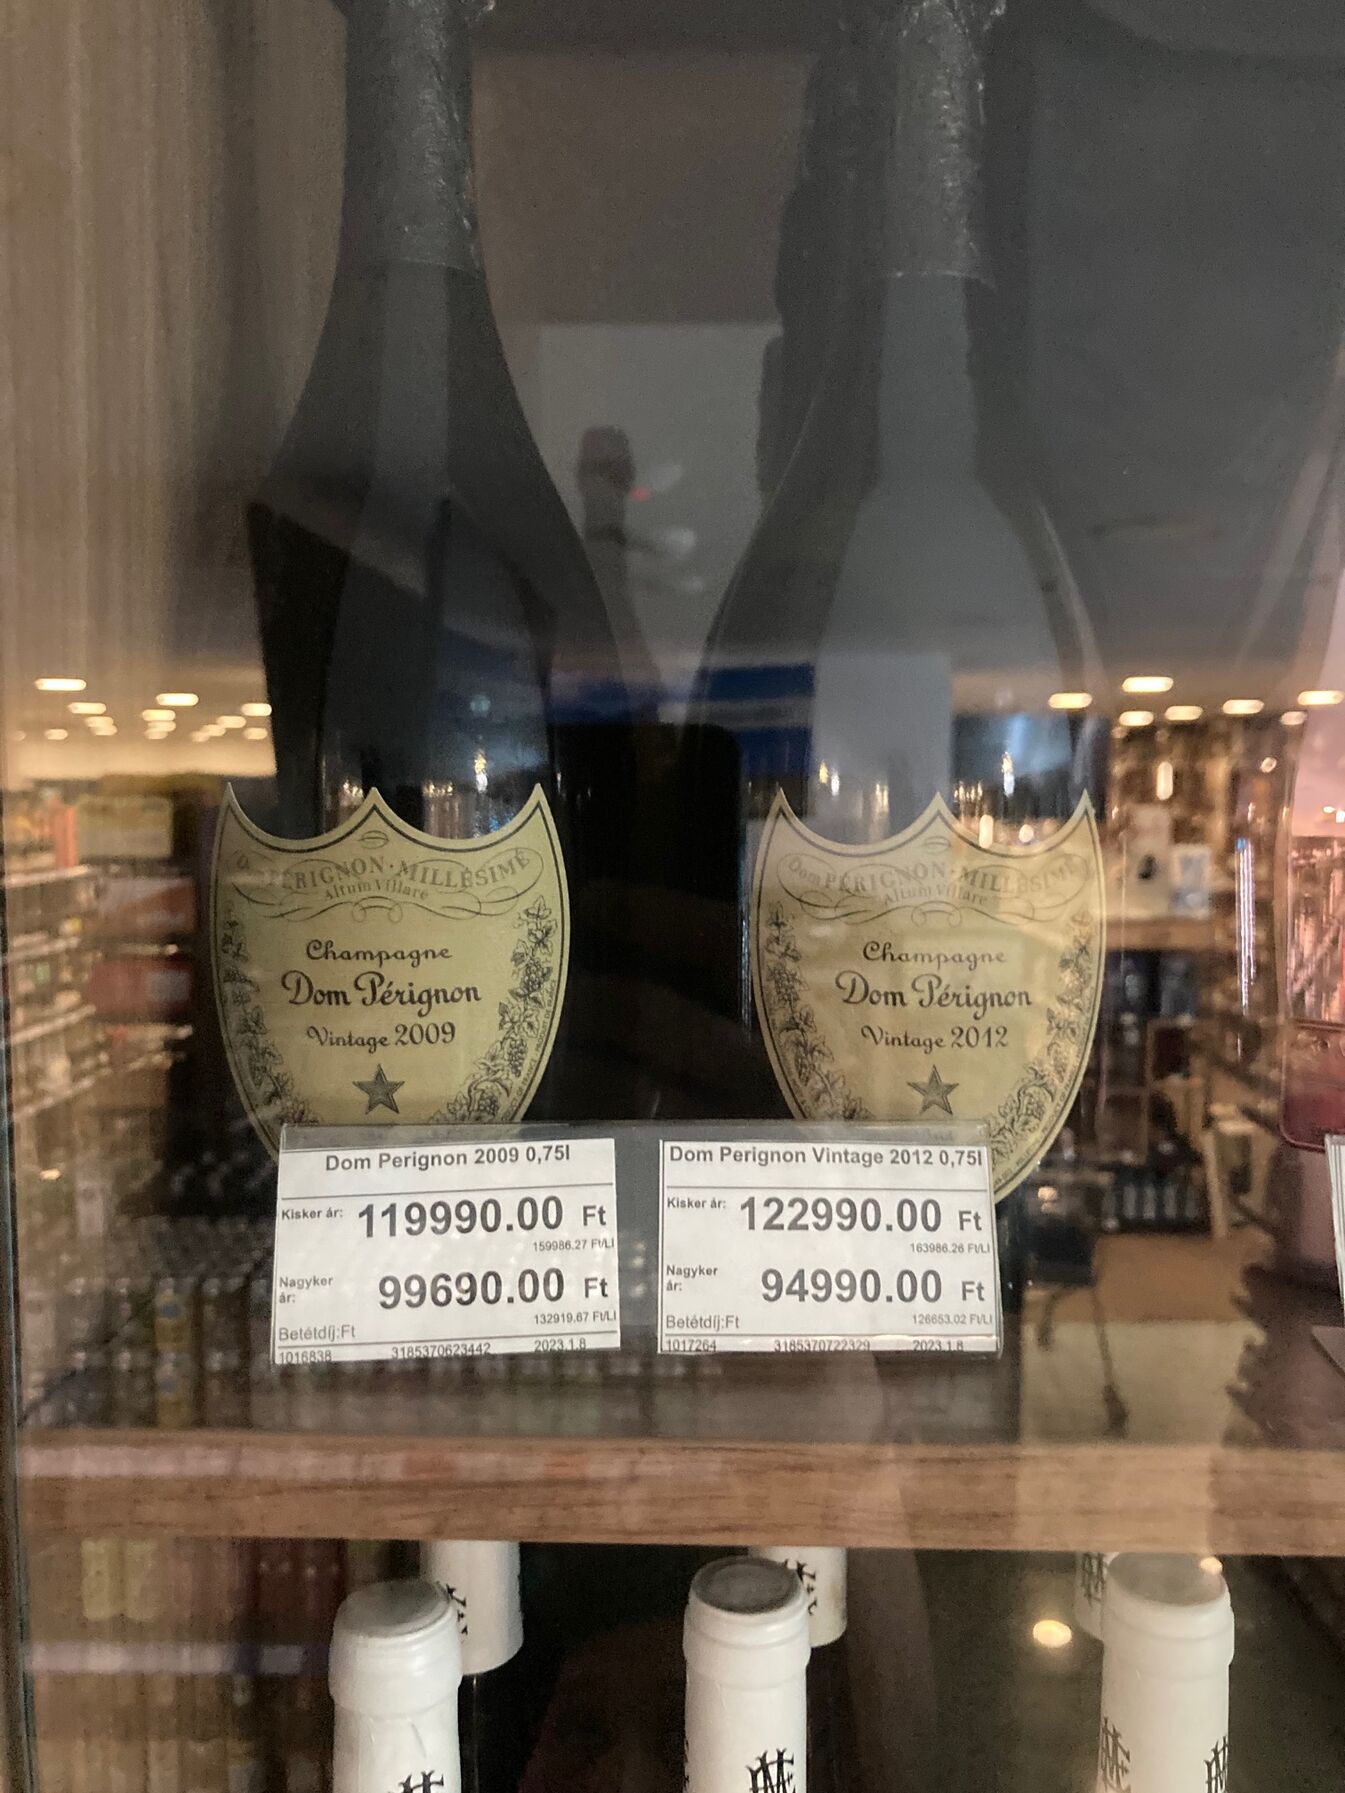 Dom PÉRIGNON · MILLÉSIMÉ
Altum Villare
Champagne
Dom Pérignon
Vintage 2009
Dom PÉRIGNON · MILLÉSIMÉ
Altum Villare
Champagne
Dom Pérignon
Vintage 2012
Dom Perignon 2009 0,75l
Kisker ár: 119990.00 Ft
159986.27 Ft/LI
Nagyker ár: 99690.00 Ft
132919.67 Ft/LI
Betétdíj:Ft
1016838 3185370623442 2023.1.8
Dom Perignon Vintage 2012 0,75l
Kisker ár: 122990.00 Ft
163986.26 Ft/LI
Nagyker ár: 94990.00 Ft
126653.02 Ft/LI
Betétdíj:Ft
1017264 3185370722329 2023.1.8